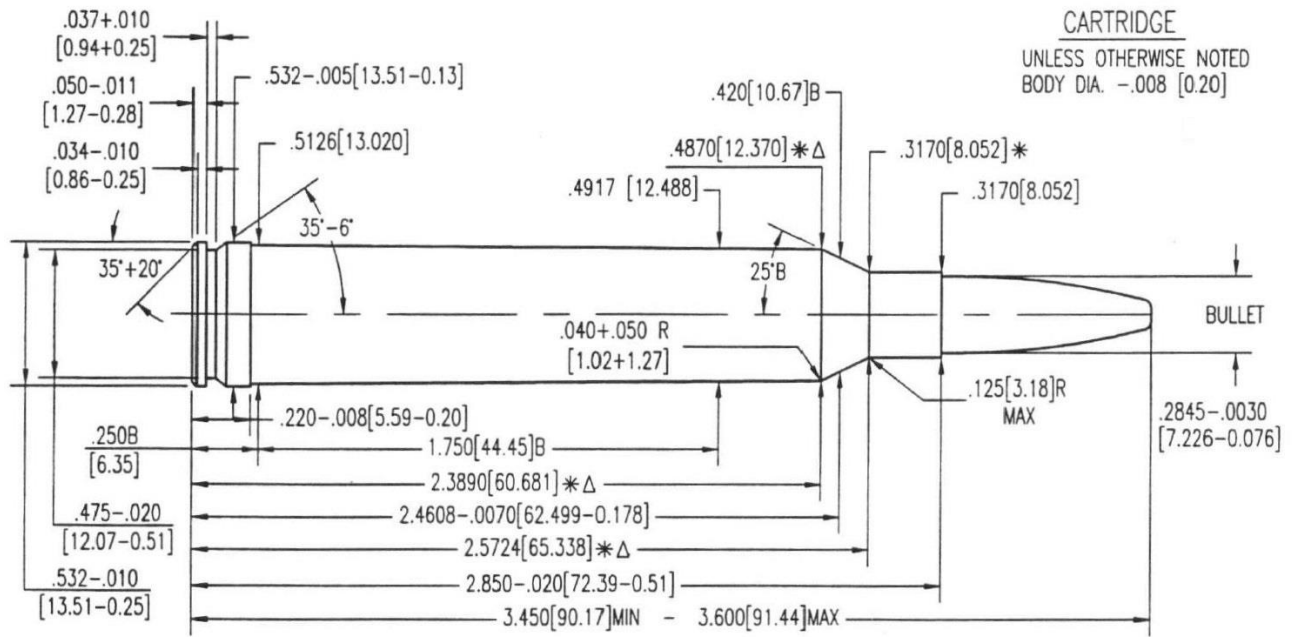 .037+.010
[0.94+0.25]
CARTRIDGE
UNLESS OTHERWISE NOTED
BODY DIA. -.008 [0.20]
.050-.011
[1.27-0.28]
.532-.005[13.51-0.13]
.420[10.67]B
.034-.010
[0.86-0.25]
.5126[13.020]
.4870[12.370]*Δ
.3170[8.052]*
.4917 [12.488]
.3170[8.052]
35°-6°
35°+20°
25°B
BULLET
.040+.050 R
[1.02+1.27]
.125[3.18]R
MAX
.2845-.0030
[7.226-0.076]
.220-.008[5.59-0.20]
.250B
[6.35]
1.750[44.45]B
2.3890[60.681]*Δ
.475-.020
[12.07-0.51]
2.4608-.0070[62.499-0.178]
2.5724[65.338]*Δ
.532-.010
[13.51-0.25]
2.850-.020[72.39-0.51]
3.450[90.17]MIN - 3.600[91.44]MAX